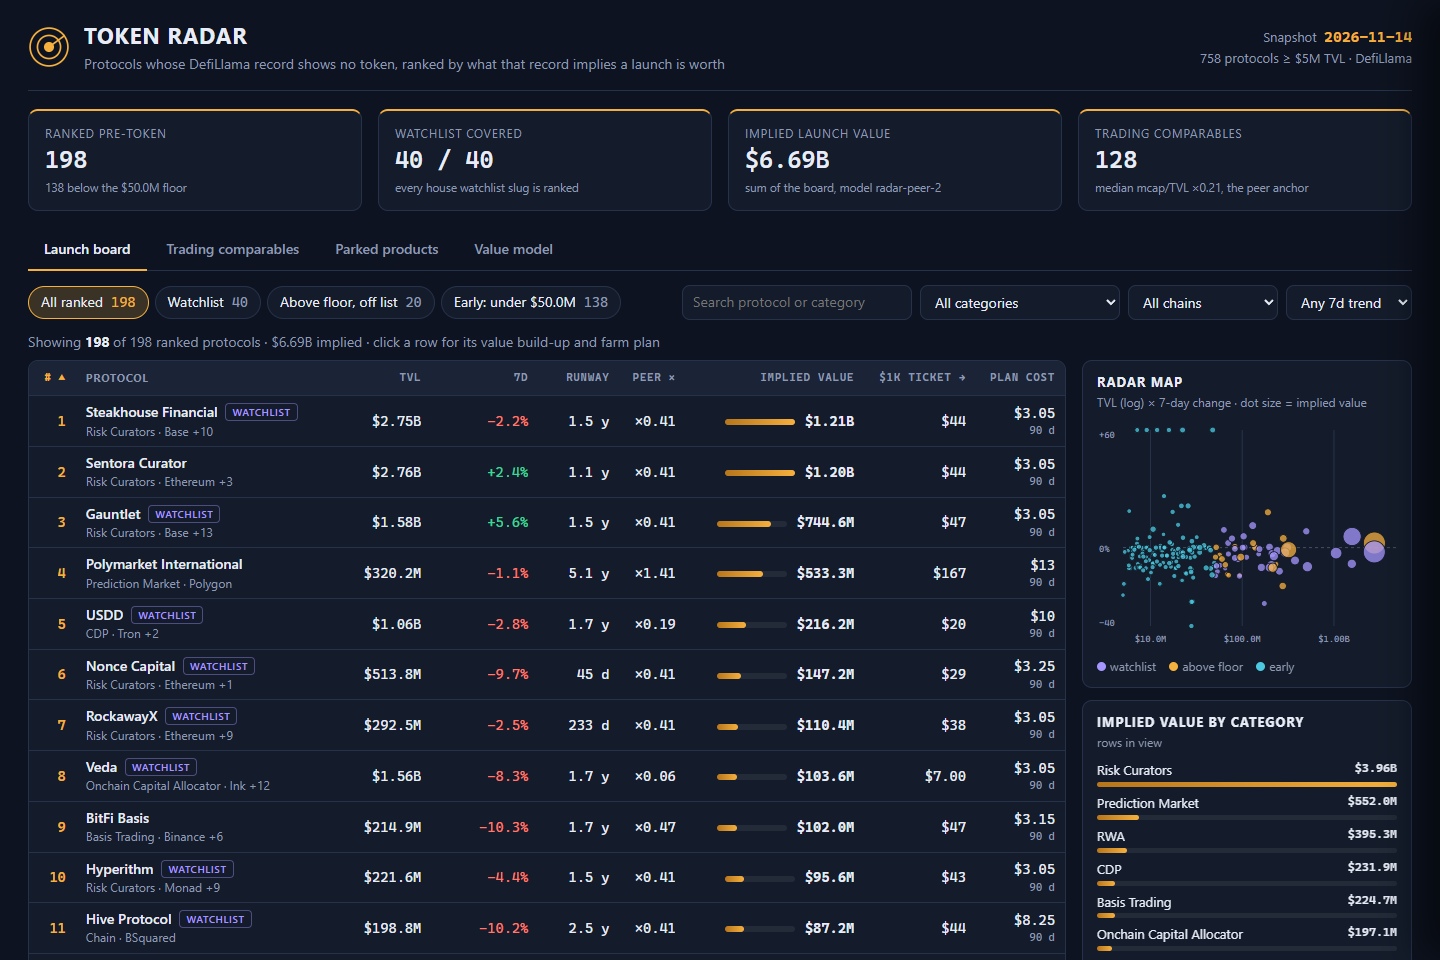 TOKEN RADAR
Protocols whose DefiLlama record shows no token, ranked by what that record implies a launch is worth
Snapshot 2026-11-14
758 protocols ≥ $5M TVL · DefiLlama
RANKED PRE-TOKEN
198
138 below the $50.0M floor
WATCHLIST COVERED
40 / 40
every house watchlist slug is ranked
IMPLIED LAUNCH VALUE
$6.69B
sum of the board, model radar-peer-2
TRADING COMPARABLES
128
median mcap/TVL ×0.21, the peer anchor
Launch board Trading comparables Parked products Value model
All ranked 198 Watchlist 40 Above floor, off list 20 Early: under $50.0M 138 Search protocol or category All categories All chains Any 7d trend
Showing 198 of 198 ranked protocols · $6.69B implied · click a row for its value build-up and farm plan
# ▲ PROTOCOL TVL 7D RUNWAY PEER × IMPLIED VALUE $1K TICKET → PLAN COST
1 Steakhouse Financial WATCHLIST $2.75B −2.2% 1.5 y ×0.41 $1.21B $44 $3.05
Risk Curators · Base +10 90 d
2 Sentora Curator $2.76B +2.4% 1.1 y ×0.41 $1.20B $44 $3.05
Risk Curators · Ethereum +3 90 d
3 Gauntlet WATCHLIST $1.58B +5.6% 1.5 y ×0.41 $744.6M $47 $3.05
Risk Curators · Base +13 90 d
4 Polymarket International $320.2M −1.1% 5.1 y ×1.41 $533.3M $167 $13
Prediction Market · Polygon 90 d
5 USDD WATCHLIST $1.06B −2.8% 1.7 y ×0.19 $216.2M $20 $10
CDP · Tron +2 90 d
6 Nonce Capital WATCHLIST $513.8M −9.7% 45 d ×0.41 $147.2M $29 $3.25
Risk Curators · Ethereum +1 90 d
7 RockawayX WATCHLIST $292.5M −2.5% 233 d ×0.41 $110.4M $38 $3.05
Risk Curators · Ethereum +9 90 d
8 Veda WATCHLIST $1.56B −8.3% 1.7 y ×0.06 $103.6M $7.00 $3.05
Onchain Capital Allocator · Ink +12 90 d
9 BitFi Basis $214.9M −10.3% 1.7 y ×0.47 $102.0M $47 $3.15
Basis Trading · Binance +6 90 d
10 Hyperithm WATCHLIST $221.6M −4.4% 1.5 y ×0.41 $95.6M $43 $3.05
Risk Curators · Monad +9 90 d
11 Hive Protocol WATCHLIST $198.8M −10.2% 2.5 y ×0.41 $87.2M $44 $8.25
Chain · BSquared 90 d
RADAR MAP
TVL (log) × 7-day change · dot size = implied value
+60
0%
−40
$10.0M $100.0M $1.00B
watchlist above floor early
IMPLIED VALUE BY CATEGORY
rows in view
Risk Curators $3.96B
Prediction Market $552.0M
RWA $395.3M
CDP $231.9M
Basis Trading $224.7M
Onchain Capital Allocator $197.1M